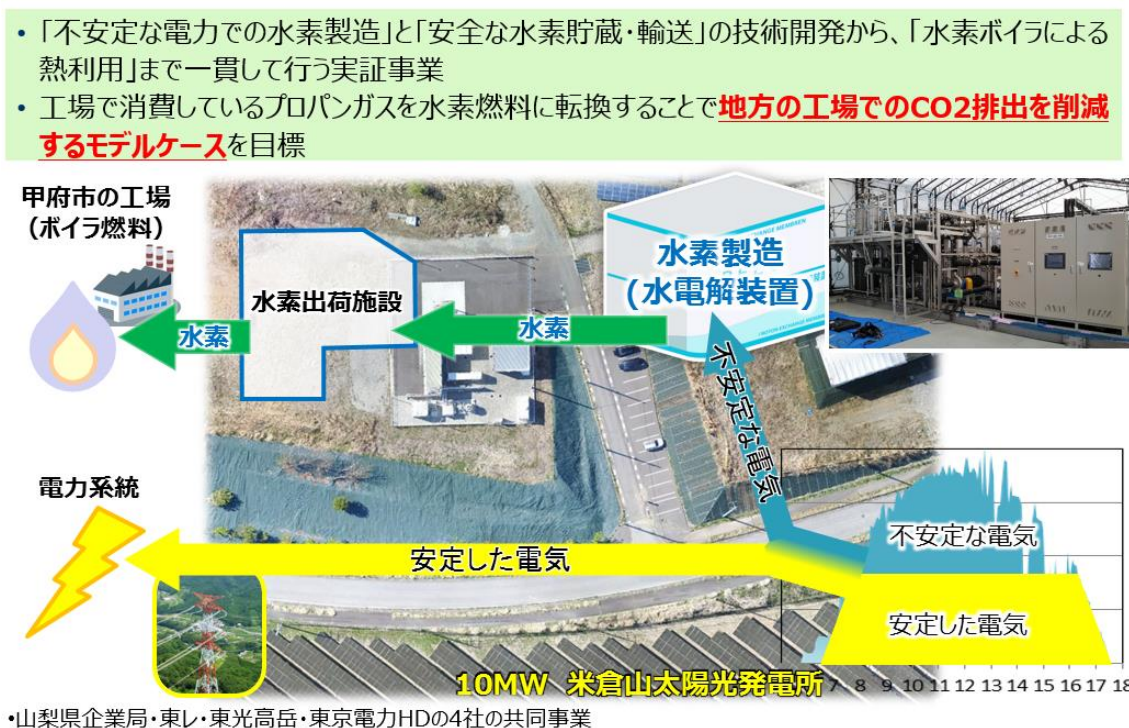 •「不安定な電力での水素製造」と「安全な水素貯蔵・輸送」の技術開発から、「水素ボイラによる
熱利用」まで一貫して行う実証事業
•工場で消費しているプロパンガスを水素燃料に転換することで地方の工場でのCO2排出を削減
するモデルケースを目標
甲府市の工場
(ボイラ燃料)
水素出荷施設
水素製造
(水電解装置)
水素
水素
不安定な電気
電力系統
不安定な電気
安定した電気
安定した電気
10MW 米倉山太陽光発電所
7 8 9 10 11 12 13 14 15 16 17 18
•山梨県企業局・東レ・東光高岳・東京電力HDの4社の共同事業